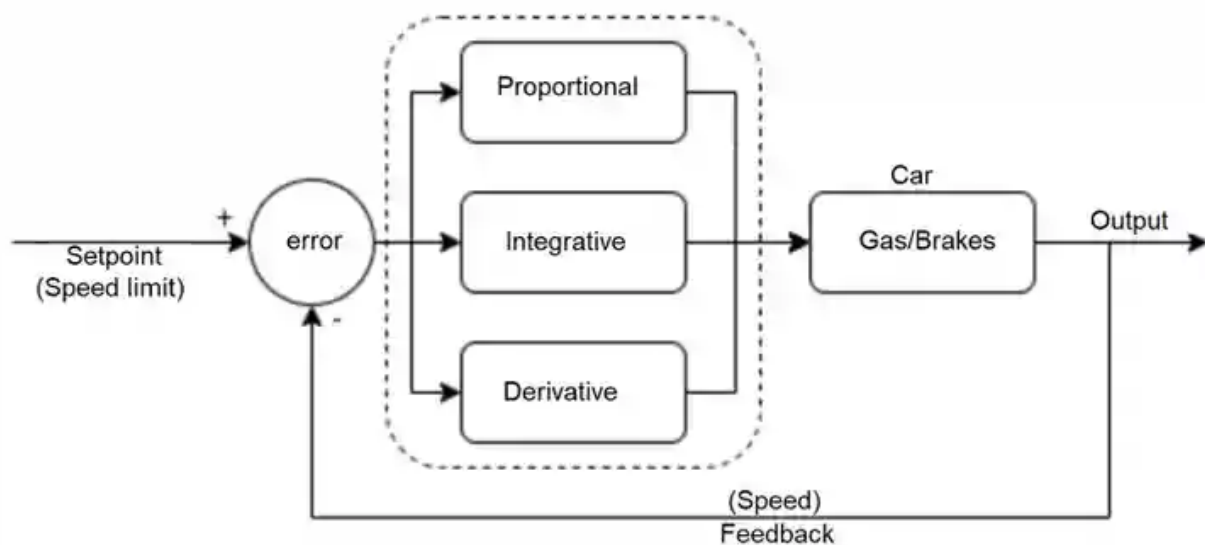 Proportional
Car
+
Setpoint
(Speed limit)
error
Integrative
Gas/Brakes
Output
-
Derivative
(Speed)
Feedback